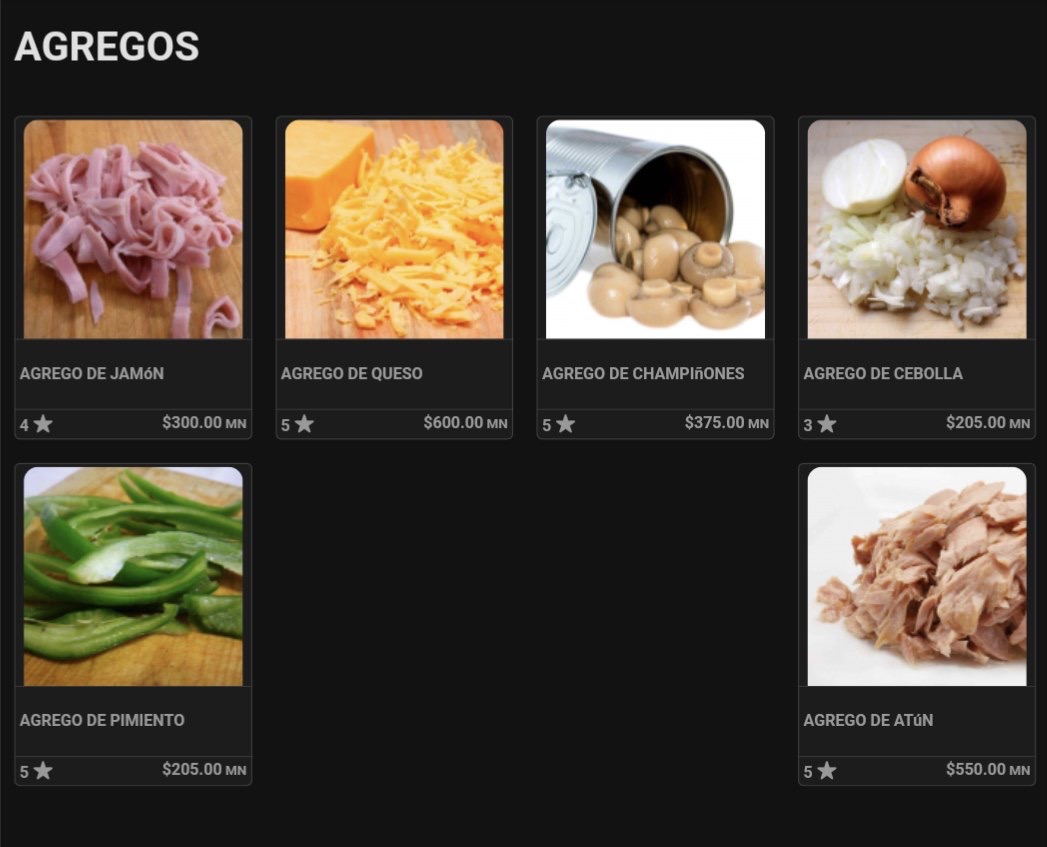 AGREGOS
AGREGO DE JAMóN
4 ★ $300.00 MN
AGREGO DE QUESO
5 ★ $600.00 MN
AGREGO DE CHAMPIñONES
5 ★ $375.00 MN
AGREGO DE CEBOLLA
3 ★ $205.00 MN
AGREGO DE PIMIENTO
5 ★ $205.00 MN
AGREGO DE ATúN
5 ★ $550.00 MN